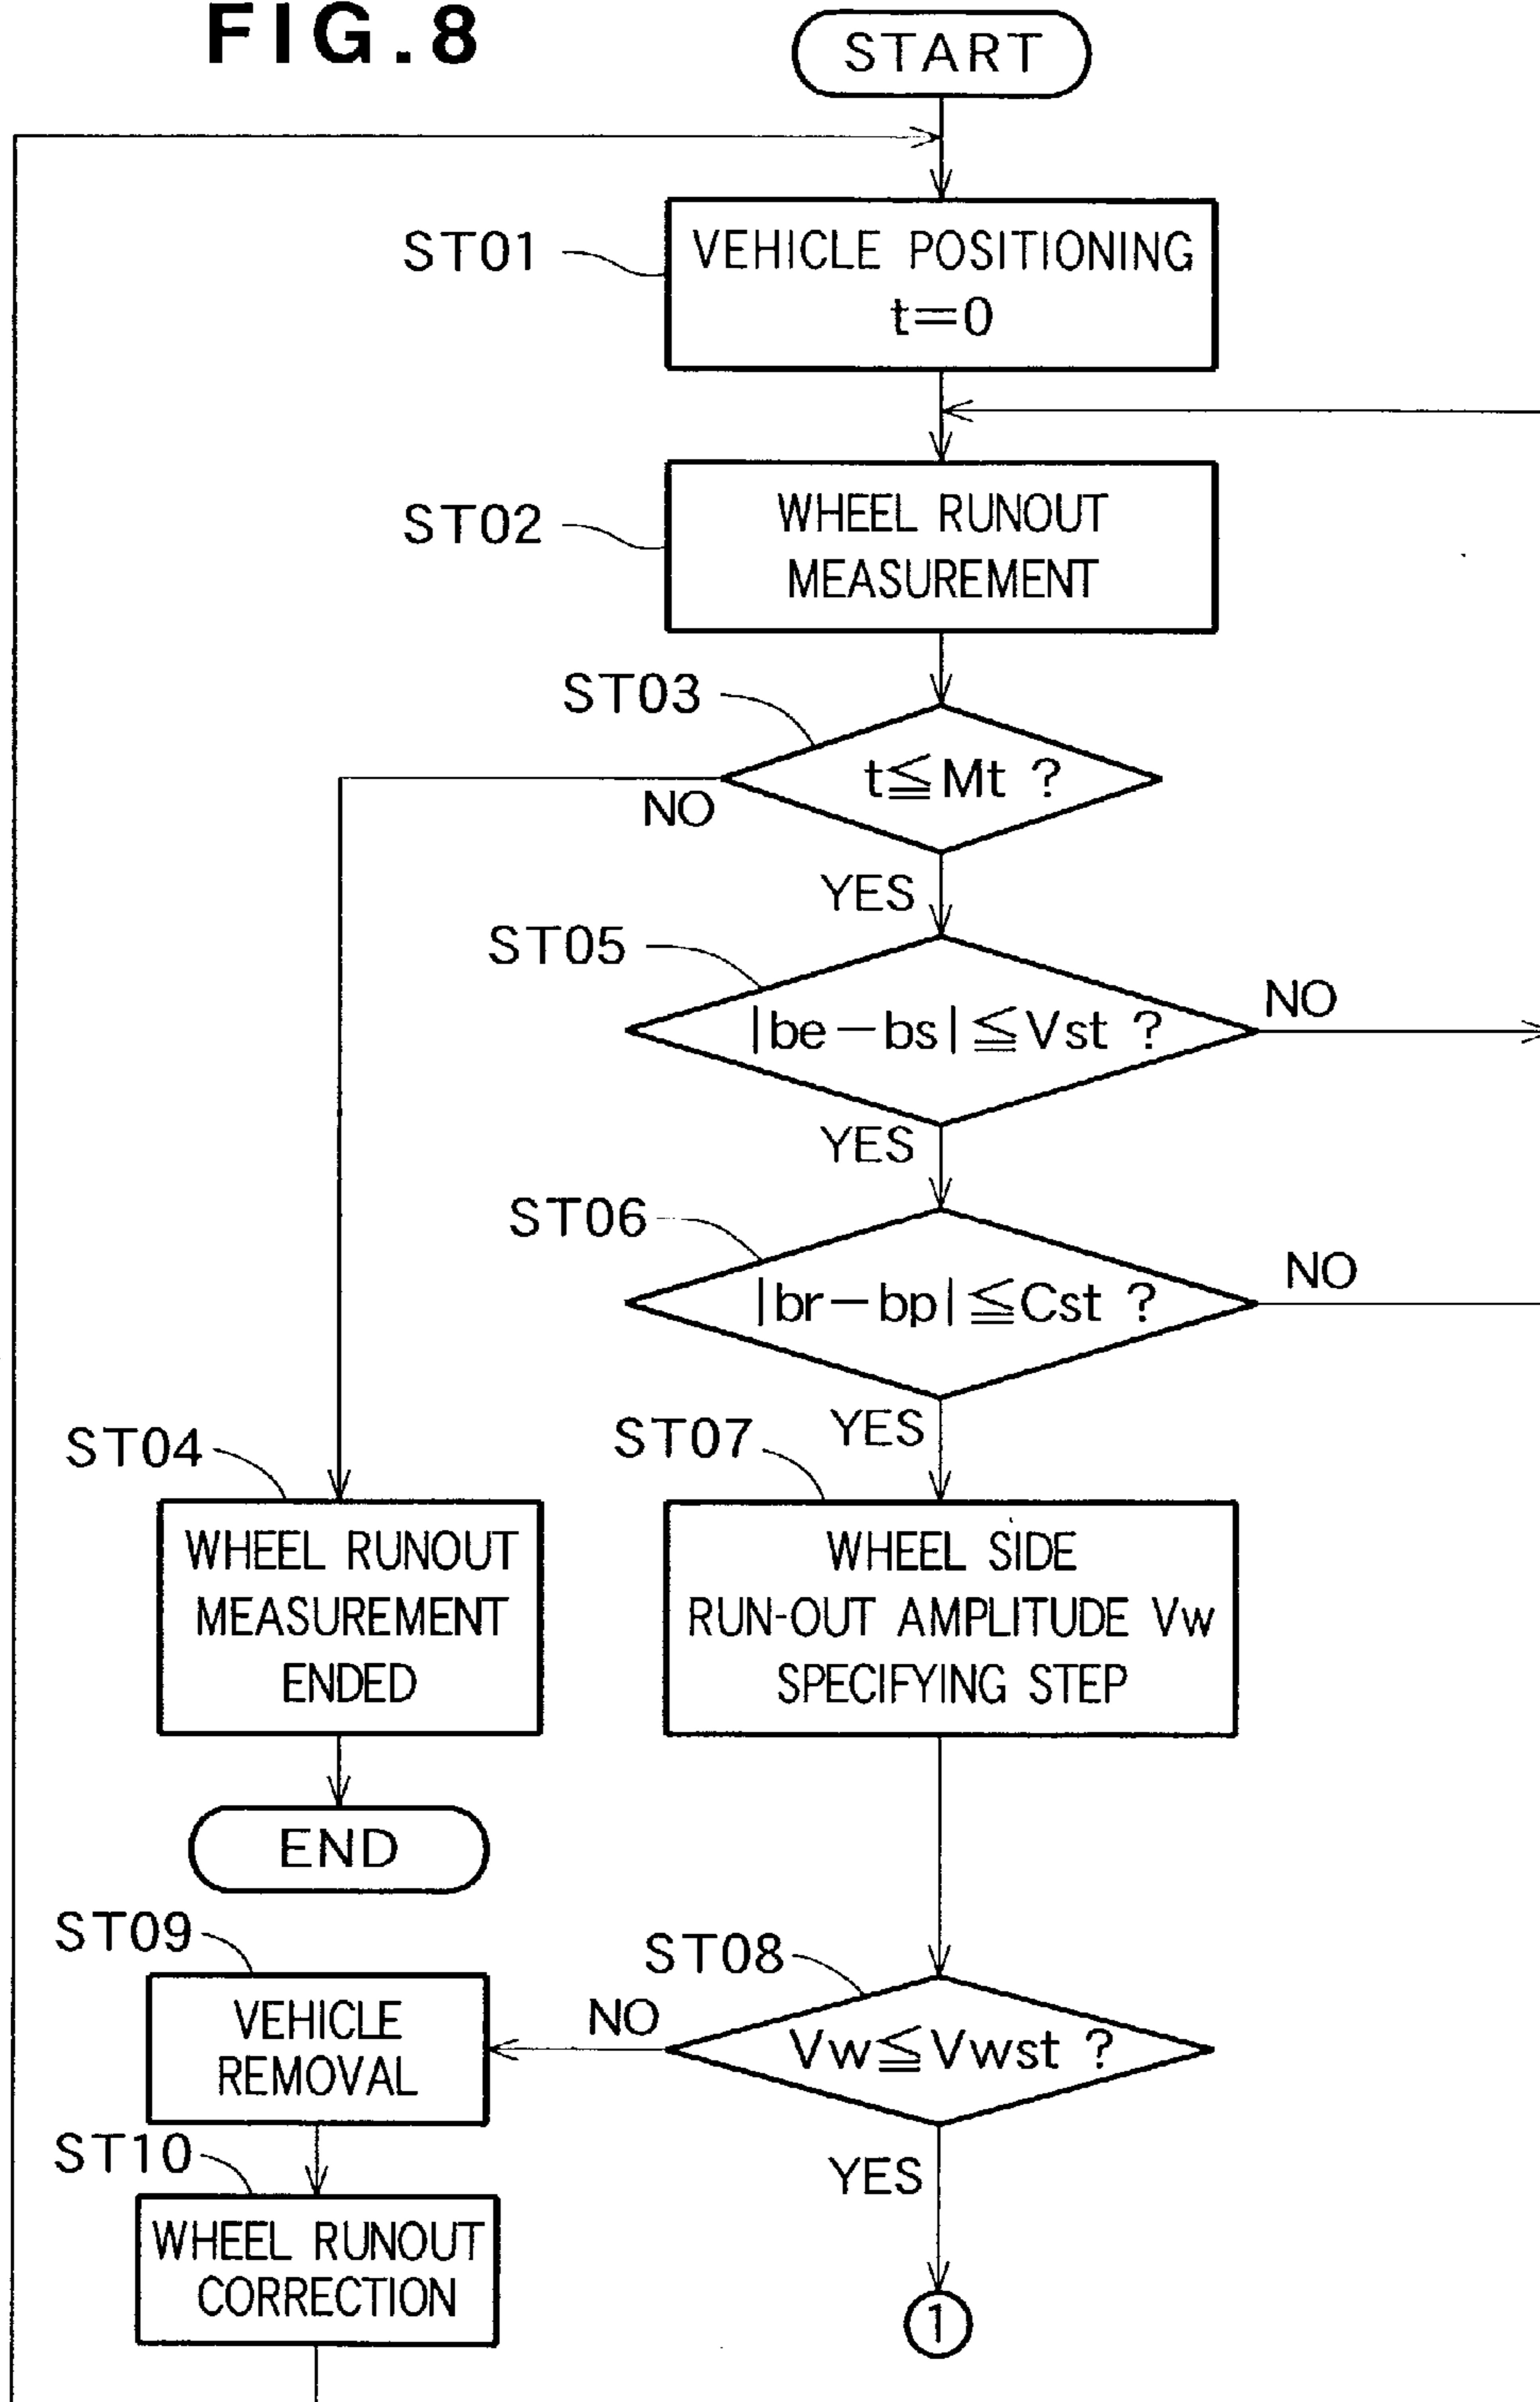 FIG.8
START
ST01
VEHICLE POSITIONING
t=0
ST02
WHEEL RUNOUT
MEASUREMENT
ST03
t≦Mt ?
NO
YES
ST05
|be-bs|≦Vst ?
NO
YES
ST06
|br-bp|≦Cst ?
NO
YES
ST04
WHEEL RUNOUT
MEASUREMENT
ENDED
END
ST07
WHEEL SIDE
RUN-OUT AMPLITUDE Vw
SPECIFYING STEP
ST08
Vw≦Vwst ?
NO
YES
ST09
VEHICLE
REMOVAL
ST10
WHEEL RUNOUT
CORRECTION
1